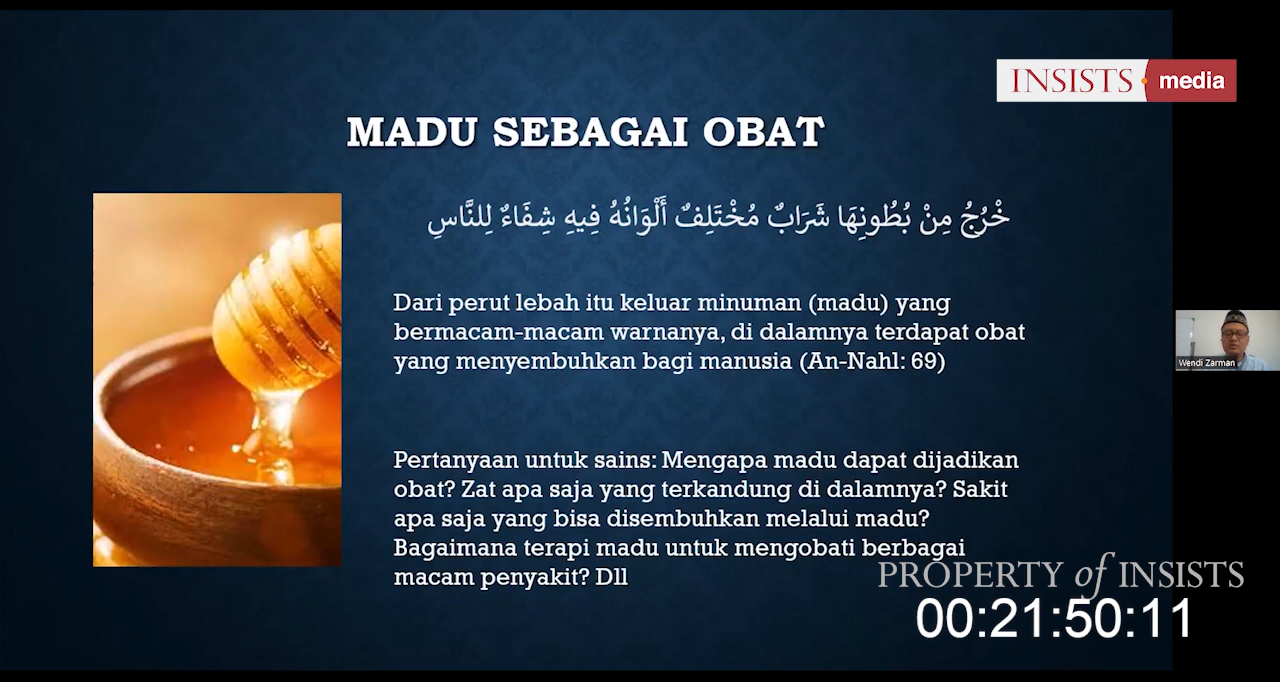 INSISTS media
MADU SEBAGAI OBAT
خْرُجُ مِنْ بُطُونِهَا شَرَابٌ مُخْتَلِفٌ أَلْوَانُهُ فِيهِ شِفَاءٌ لِلنَّاسِ
Dari perut lebah itu keluar minuman (madu) yang
bermacam-macam warnanya, di dalamnya terdapat obat
yang menyembuhkan bagi manusia (An-Nahl: 69)
Wendi Zarman
Pertanyaan untuk sains: Mengapa madu dapat dijadikan
obat? Zat apa saja yang terkandung di dalamnya? Sakit
apa saja yang bisa disembuhkan melalui madu?
Bagaimana terapi madu untuk mengobati berbagai
macam penyakit? Dll
PROPERTY of INSISTS
00:21:50:11